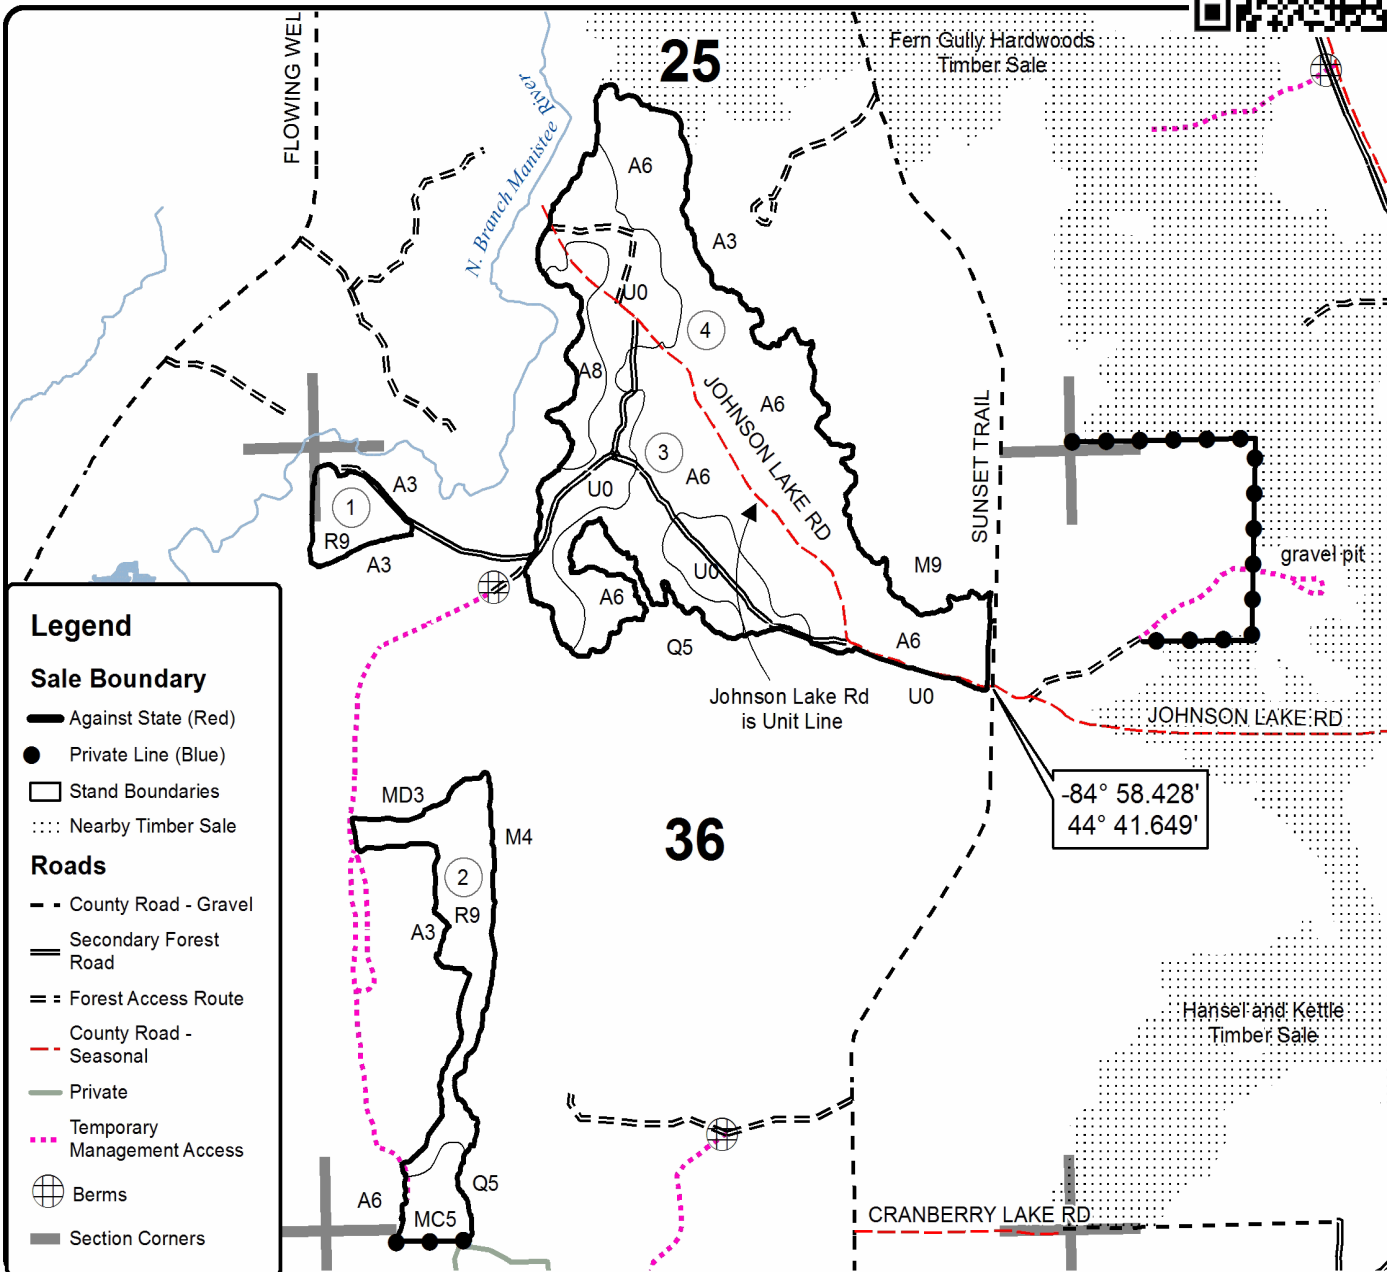 25
Fern Gully Hardwoods
Timber Sale
FLOWING WEL
N. Branch Manistee River
A6
A3
U0
4
A8
JOHNSON LAKE RD
A6
SUNSET TRAIL
3
A6
A3
1
U0
R9
A3
gravel pit
M9
U0
A6
A6
Q5
Johnson Lake Rd
is Unit Line
U0
JOHNSON LAKE RD
-84° 58.428'
44° 41.649'
MD3
M4
36
2
R9
A3
Hansel and Kettle
Timber Sale
Q5
A6
MC5
CRANBERRY LAKE RD
Legend
Sale Boundary
Against State (Red)
Private Line (Blue)
Stand Boundaries
Nearby Timber Sale
Roads
County Road - Gravel
Secondary Forest
Road
Forest Access Route
County Road -
Seasonal
Private
Temporary
Management Access
Berms
Section Corners